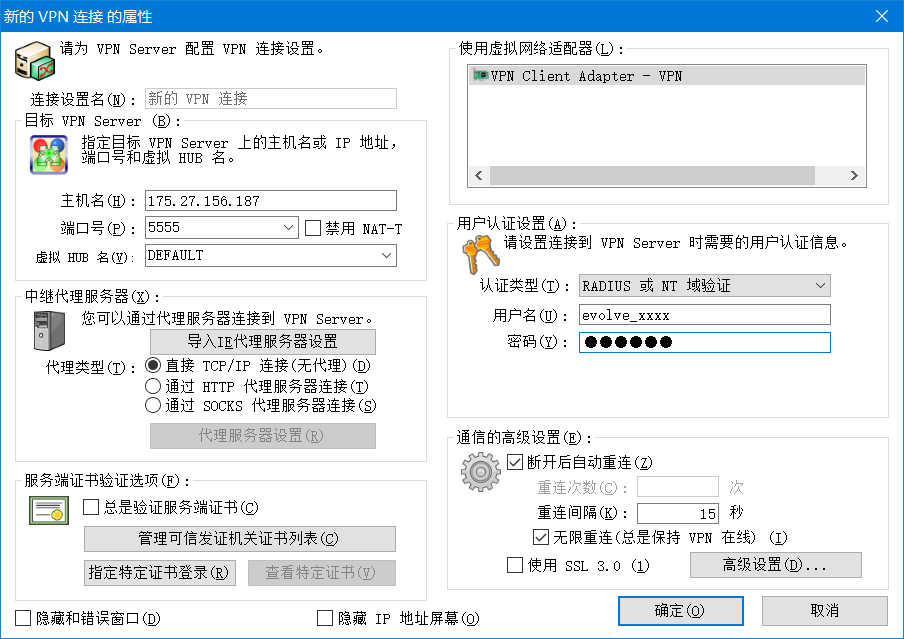 新的 VPN 连接 的属性
请为 VPN Server 配置 VPN 连接设置。
连接设置名(N)： 新的 VPN 连接
目标 VPN Server (B)：
指定目标 VPN Server 上的主机名或 IP 地址，
端口号和虚拟 HUB 名。
主机名(H)： 175.27.156.187
端口号(P)： 5555 禁用 NAT-T
虚拟 HUB 名(V)： DEFAULT
中继代理服务器(X)：
您可以通过代理服务器连接到 VPN Server。
导入IE代理服务器设置
代理类型(T)： 直接 TCP/IP 连接(无代理)(D)
通过 HTTP 代理服务器连接(T)
通过 SOCKS 代理服务器连接(S)
代理服务器设置(R)
服务端证书验证选项(F)：
总是验证服务端证书(C)
管理可信发证机关证书列表(C)
指定特定证书登录(R) 查看特定证书(V)
隐藏和错误窗口(D) 隐藏 IP 地址屏幕(O)
使用虚拟网络适配器(L)：
VPN Client Adapter - VPN
用户认证设置(A)：
请设置连接到 VPN Server 时需要的用户认证信息。
认证类型(T)： RADIUS 或 NT 域验证
用户名(U)： evolve_xxxx
密码(Y)： ●●●●●●
通信的高级设置(E)：
断开后自动重连(Z)
重连次数(C)： 次
重连间隔(K)： 15 秒
无限重连(总是保持 VPN 在线) (I)
使用 SSL 3.0 (1) 高级设置(D)...
确定(O) 取消